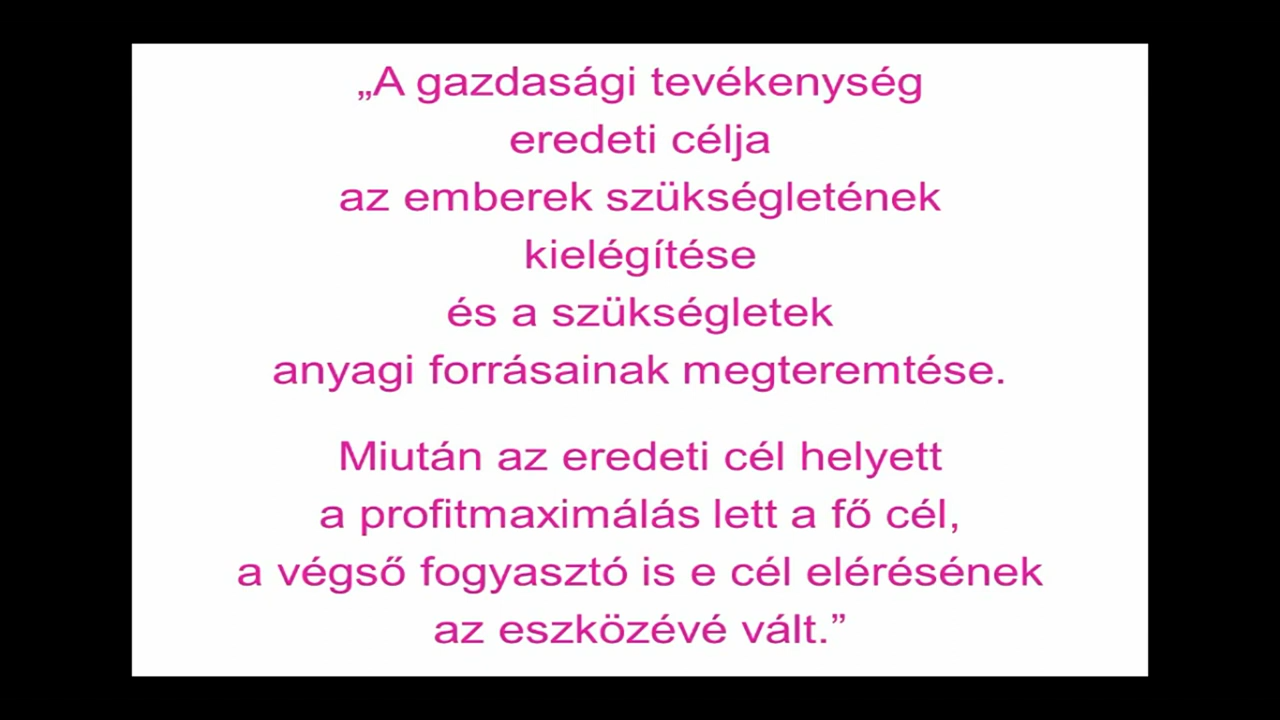 „A gazdasági tevékenység
eredeti célja
az emberek szükségletének
kielégítése
és a szükségletek
anyagi forrásainak megteremtése.
Miután az eredeti cél helyett
a profitmaximálás lett a fő cél,
a végső fogyasztó is e cél elérésének
az eszközévé vált.”